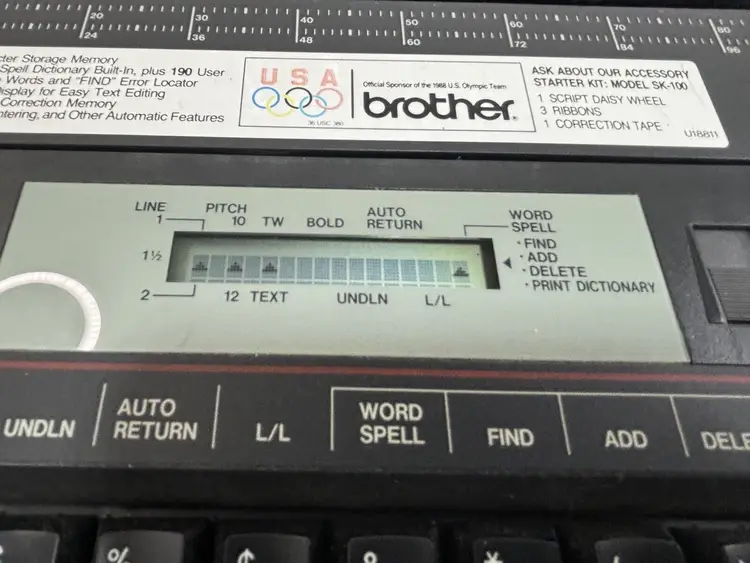 20 30 40 50 60 70 80
24 36 48 60 72 84 96
cter Storage Memory
Spell Dictionary Built-In, plus 190 User
Words and "FIND" Error Locator
Display for Easy Text Editing
Correction Memory
ntering, and Other Automatic Features
USA
36 USC 380
Official Sponsor of the 1988 U.S. Olympic Team
brother
ASK ABOUT OUR ACCESSORY
STARTER KIT: MODEL SK-100
1 SCRIPT DAISY WHEEL
3 RIBBONS
1 CORRECTION TAPE
U18811
LINE PITCH AUTO WORD
1 10 TW BOLD RETURN SPELL
· FIND
1½ · ADD
· DELETE
2 12 TEXT UNDLN L/L · PRINT DICTIONARY
UNDLN
AUTO
RETURN
L/L
WORD
SPELL
FIND
ADD
DELE
% ¢ *